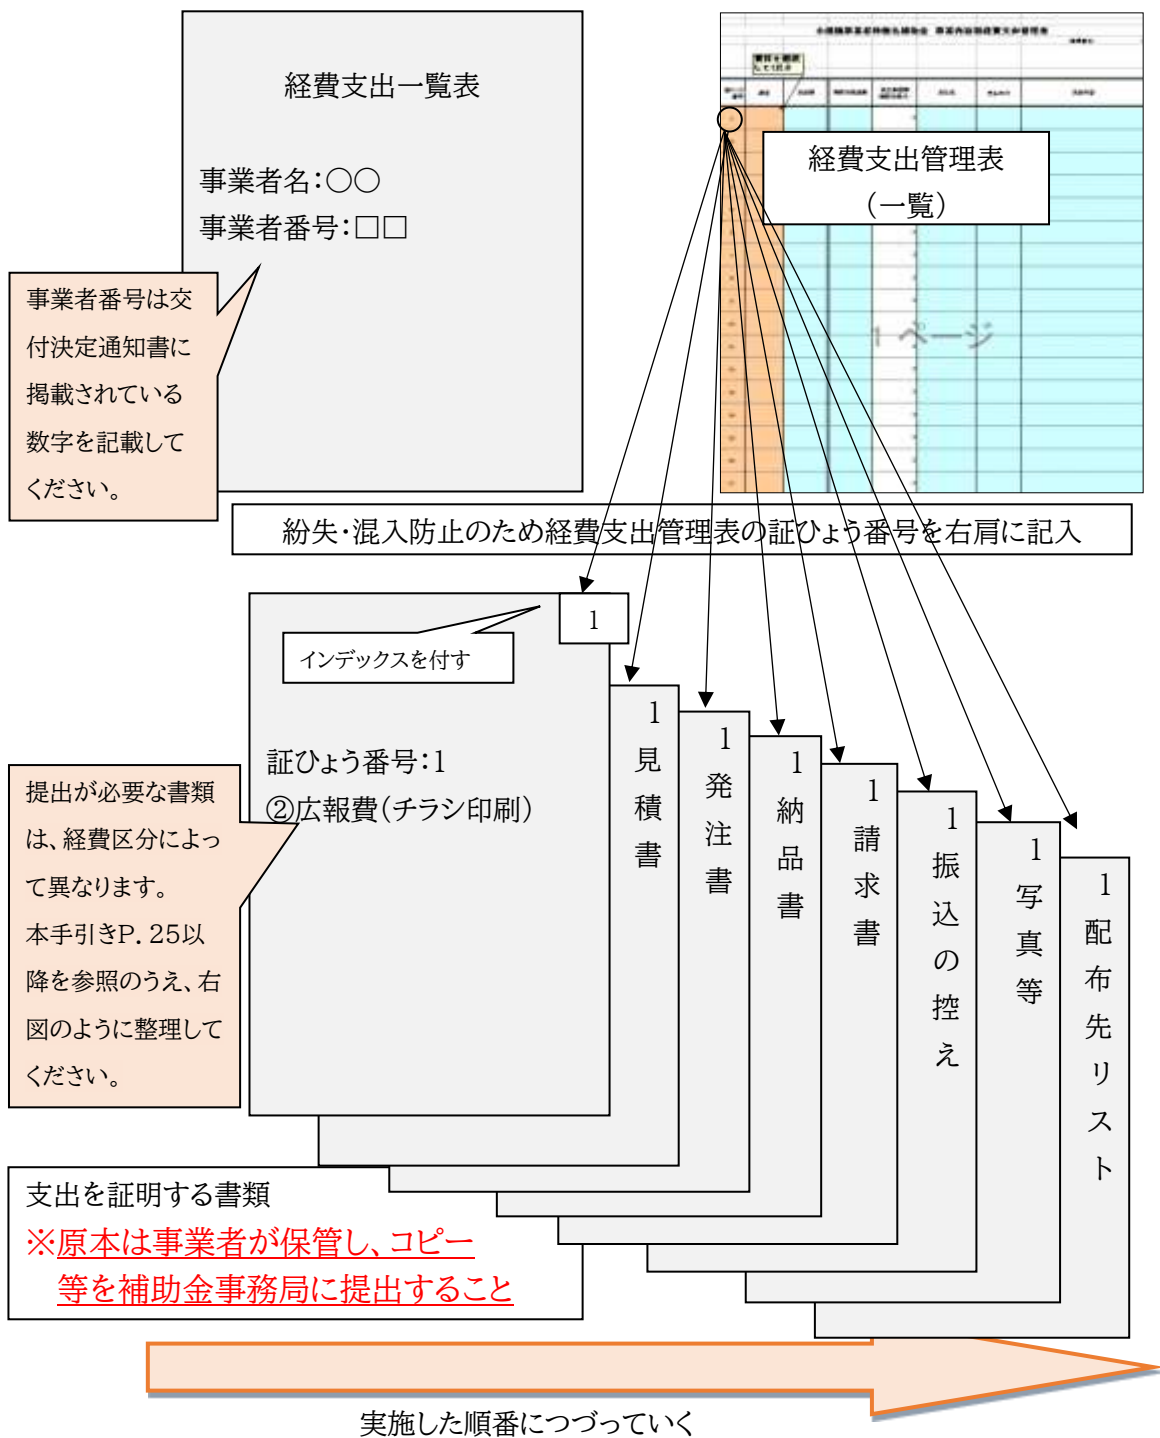 経費支出一覧表
事業者名：○○
事業者番号：□□
事業者番号は交
付決定通知書に
掲載されている
数字を記載して
ください。
経費支出管理表
（一覧）
1 ページ
紛失・混入防止のため経費支出管理表の証ひょう番号を右肩に記入
1
インデックスを付す
証ひょう番号：1
②広報費（チラシ印刷）
提出が必要な書類
は、経費区分によっ
て異なります。
本手引きP．25以
降を参照のうえ、右
図のように整理して
ください。
1見積書
1発注書
1納品書
1請求書
1振込の控え
1写真等
1配布先リスト
支出を証明する書類
※原本は事業者が保管し、コピー
等を補助金事務局に提出すること
実施した順番につづっていく